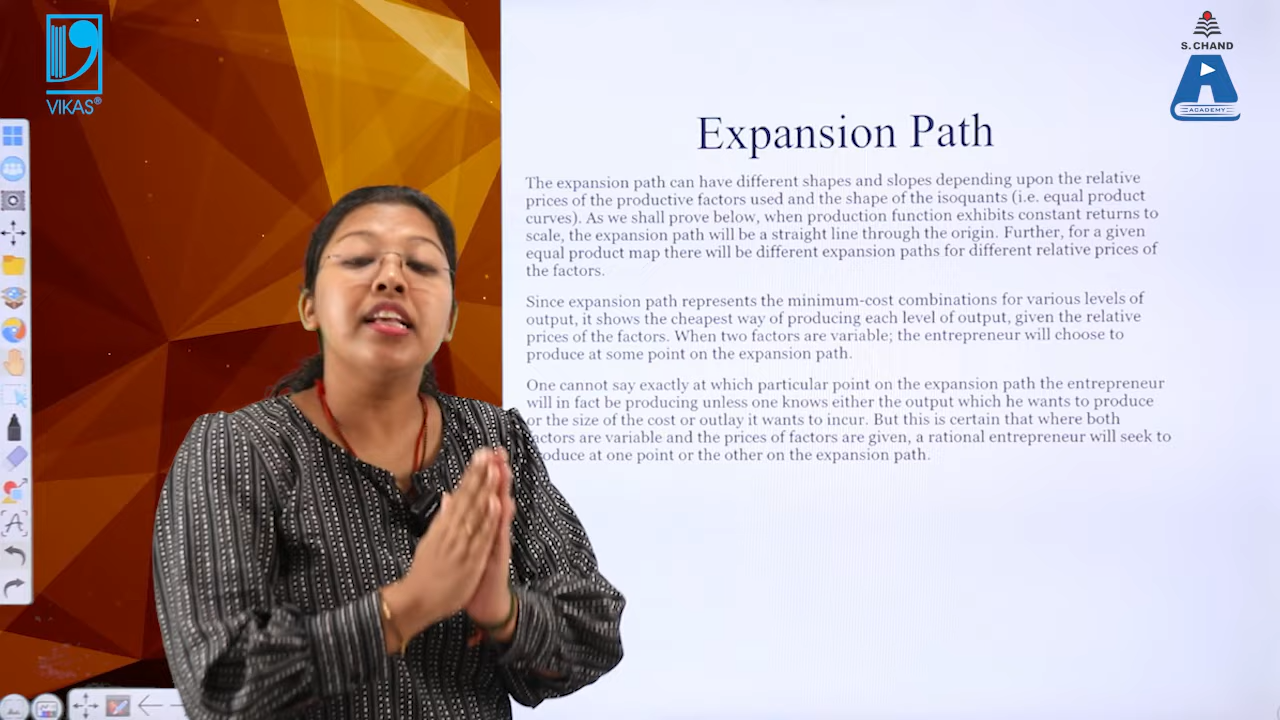 VIKAS®
S. CHAND
ACADEMY
Expansion Path
The expansion path can have different shapes and slopes depending upon the relative
prices of the productive factors used and the shape of the isoquants (i.e. equal product
curves). As we shall prove below, when production function exhibits constant returns to
scale, the expansion path will be a straight line through the origin. Further, for a given
equal product map there will be different expansion paths for different relative prices of
the factors.
Since expansion path represents the minimum-cost combinations for various levels of
output, it shows the cheapest way of producing each level of output, given the relative
prices of the factors. When two factors are variable; the entrepreneur will choose to
produce at some point on the expansion path.
One cannot say exactly at which particular point on the expansion path the entrepreneur
will in fact be producing unless one knows either the output which he wants to produce
or the size of the cost or outlay it wants to incur. But this is certain that where both
actors are variable and the prices of factors are given, a rational entrepreneur will seek to
oduce at one point or the other on the expansion path.